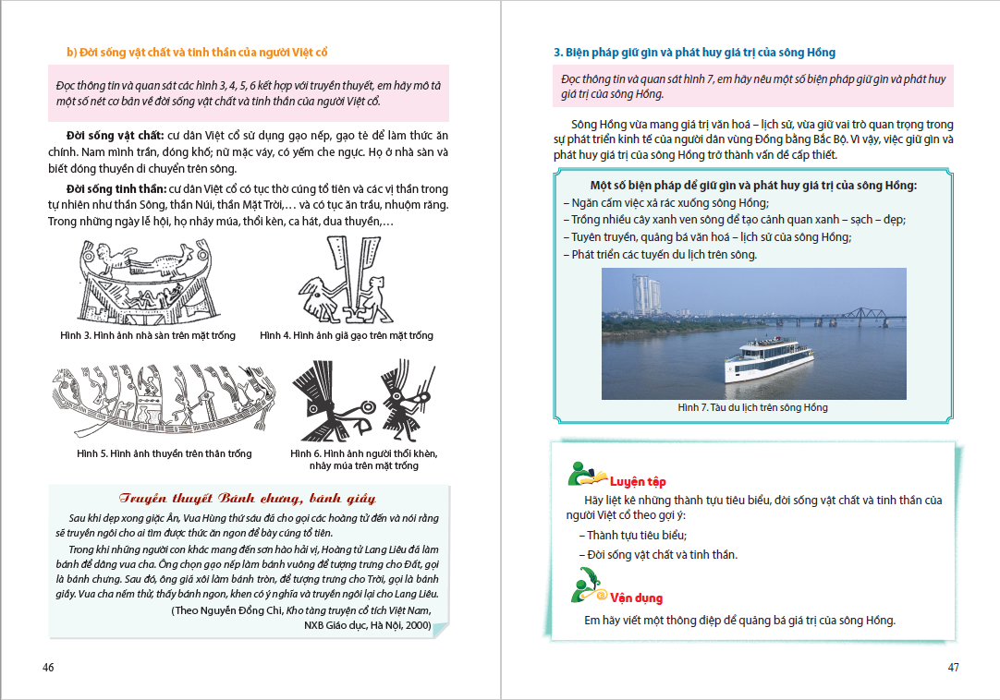 b) Đời sống vật chất và tinh thần của người Việt cổ
Đọc thông tin và quan sát các hình 3, 4, 5, 6 kết hợp với truyền thuyết, em hãy mô tả
một số nét cơ bản về đời sống vật chất và tinh thần của người Việt cổ.
Đời sống vật chất: cư dân Việt cổ sử dụng gạo nếp, gạo tẻ để làm thức ăn
chính. Nam mình trần, đóng khố; nữ mặc váy, có yếm che ngực. Họ ở nhà sàn và
biết đóng thuyền di chuyển trên sông.
Đời sống tinh thần: cư dân Việt cổ có tục thờ cúng tổ tiên và các vị thần trong
tự nhiên như thần Sông, thần Núi, thần Mặt Trời,… và có tục ăn trầu, nhuộm răng.
Trong những ngày lễ hội, họ nhảy múa, thổi kèn, ca hát, đua thuyền,…
Hình 3. Hình ảnh nhà sàn trên mặt trống
Hình 4. Hình ảnh giã gạo trên mặt trống
Hình 5. Hình ảnh thuyền trên thân trống
Hình 6. Hình ảnh người thổi khèn,
nhảy múa trên mặt trống
Truyền thuyết Bánh chưng, bánh giầy
Sau khi dẹp xong giặc Ân, Vua Hùng thứ sáu đã cho gọi các hoàng tử đến và nói rằng
sẽ truyền ngôi cho ai tìm được thức ăn ngon để bày cúng tổ tiên.
Trong khi những người con khác mang đến sơn hào hải vị, Hoàng tử Lang Liêu đã làm
bánh để dâng vua cha. Ông chọn gạo nếp làm bánh vuông để tượng trưng cho Đất, gọi
là bánh chưng. Sau đó, ông giã xôi làm bánh tròn, để tượng trưng cho Trời, gọi là bánh
giầy. Vua cha nếm thử, thấy bánh ngon, khen có ý nghĩa và truyền ngôi lại cho Lang Liêu.
(Theo Nguyễn Đổng Chi, Kho tàng truyện cổ tích Việt Nam,
NXB Giáo dục, Hà Nội, 2000)
46
3. Biện pháp giữ gìn và phát huy giá trị của sông Hồng
Đọc thông tin và quan sát hình 7, em hãy nêu một số biện pháp giữ gìn và phát huy
giá trị của sông Hồng.
Sông Hồng vừa mang giá trị văn hoá – lịch sử, vừa giữ vai trò quan trọng trong
sự phát triển kinh tế của người dân vùng Đồng bằng Bắc Bộ. Vì vậy, việc giữ gìn và
phát huy giá trị của sông Hồng trở thành vấn đề cấp thiết.
Một số biện pháp để giữ gìn và phát huy giá trị của sông Hồng:
– Ngăn cấm việc xả rác xuống sông Hồng;
– Trồng nhiều cây xanh ven sông để tạo cảnh quan xanh – sạch – đẹp;
– Tuyên truyền, quảng bá văn hoá – lịch sử của sông Hồng;
– Phát triển các tuyến du lịch trên sông.
Hình 7. Tàu du lịch trên sông Hồng
Luyện tập
Hãy liệt kê những thành tựu tiêu biểu, đời sống vật chất và tinh thần của
người Việt cổ theo gợi ý:
– Thành tựu tiêu biểu;
– Đời sống vật chất và tinh thần.
Vận dụng
Em hãy viết một thông điệp để quảng bá giá trị của sông Hồng.
47